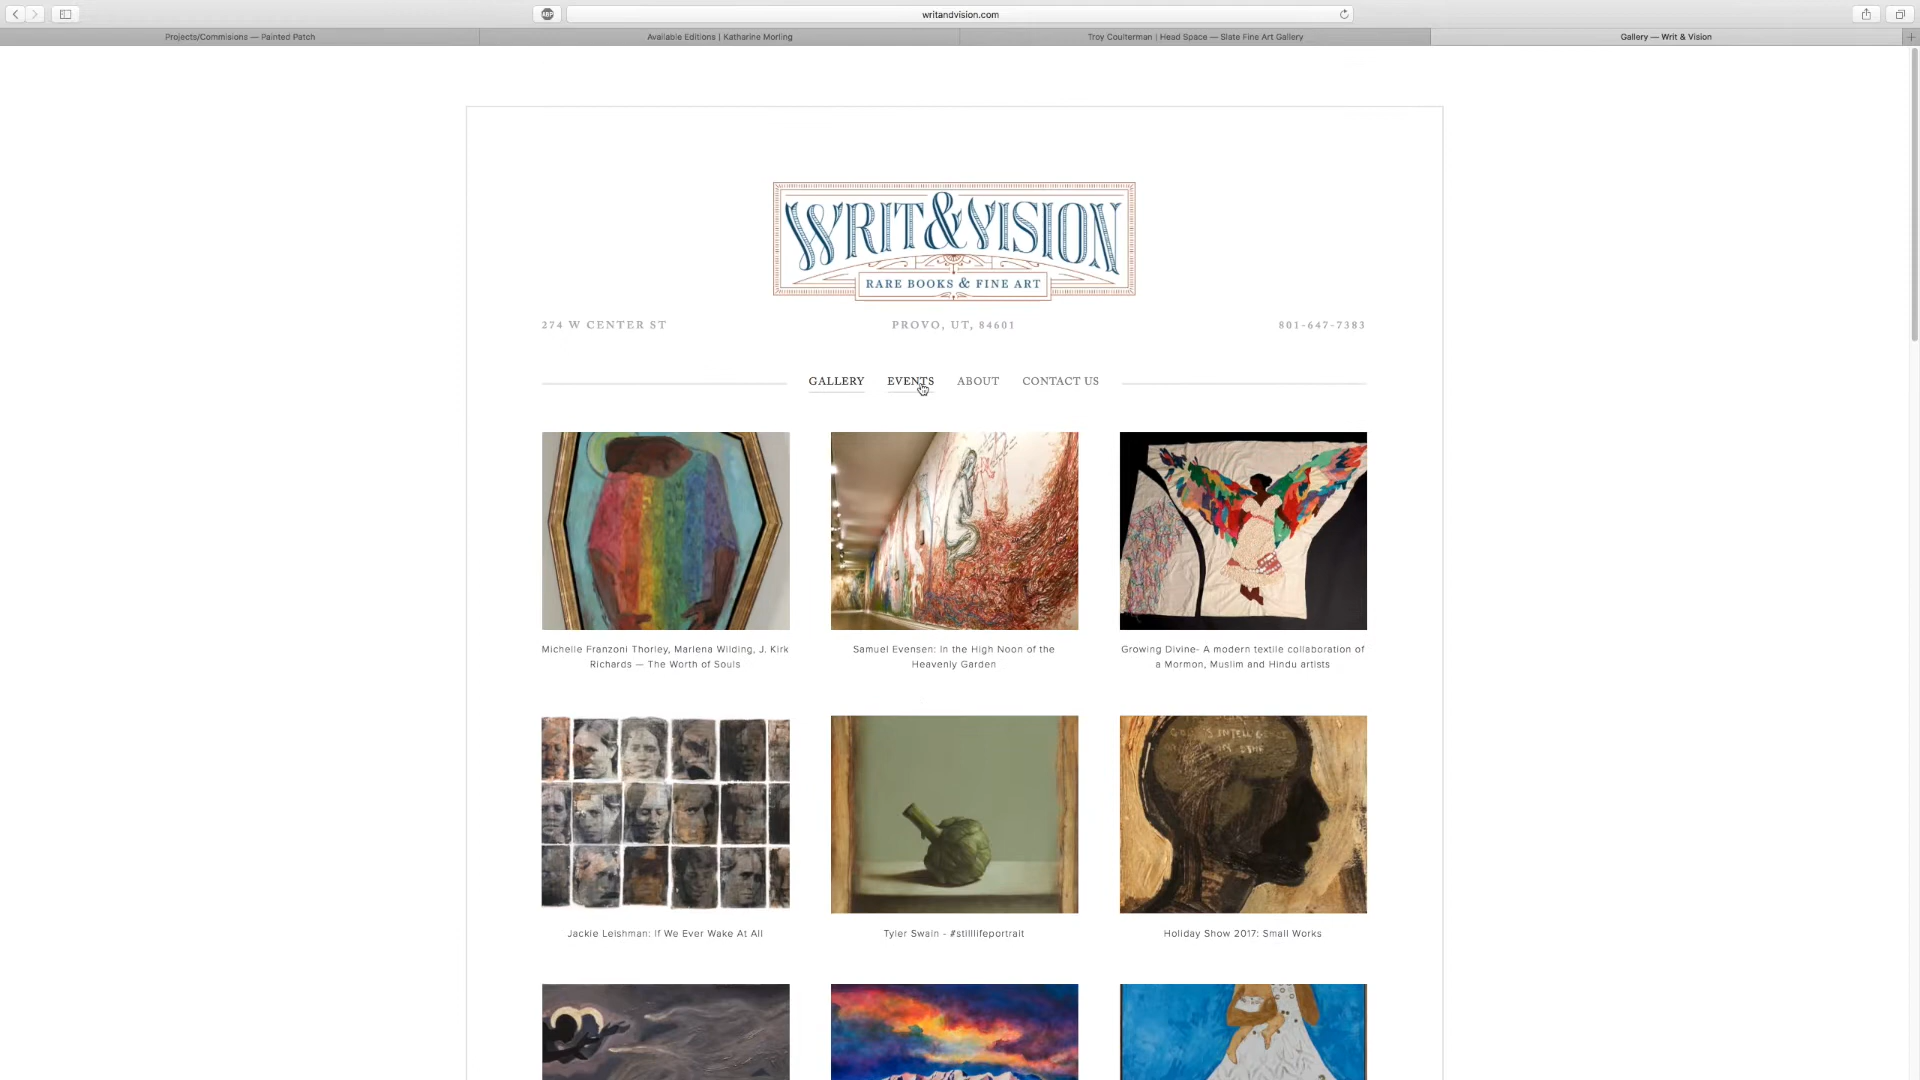 writandvision.com
Projects/Commisions — Painted Patch
Available Editions | Katharine Morling
Troy Coulterman | Head Space — Slate Fine Art Gallery
Gallery — Writ & Vision
WRIT & VISION
RARE BOOKS & FINE ART
274 W CENTER ST
PROVO, UT, 84601
801-647-7383
GALLERY
EVENTS
ABOUT
CONTACT US
Michelle Franzoni Thorley, Marlena Wilding, J. Kirk
Richards — The Worth of Souls
Samuel Evensen: In the High Noon of the
Heavenly Garden
Growing Divine- A modern textile collaboration of
a Mormon, Muslim and Hindu artists
Jackie Leishman: If We Ever Wake At All
Tyler Swain - #stilllifeportrait
Holiday Show 2017: Small Works